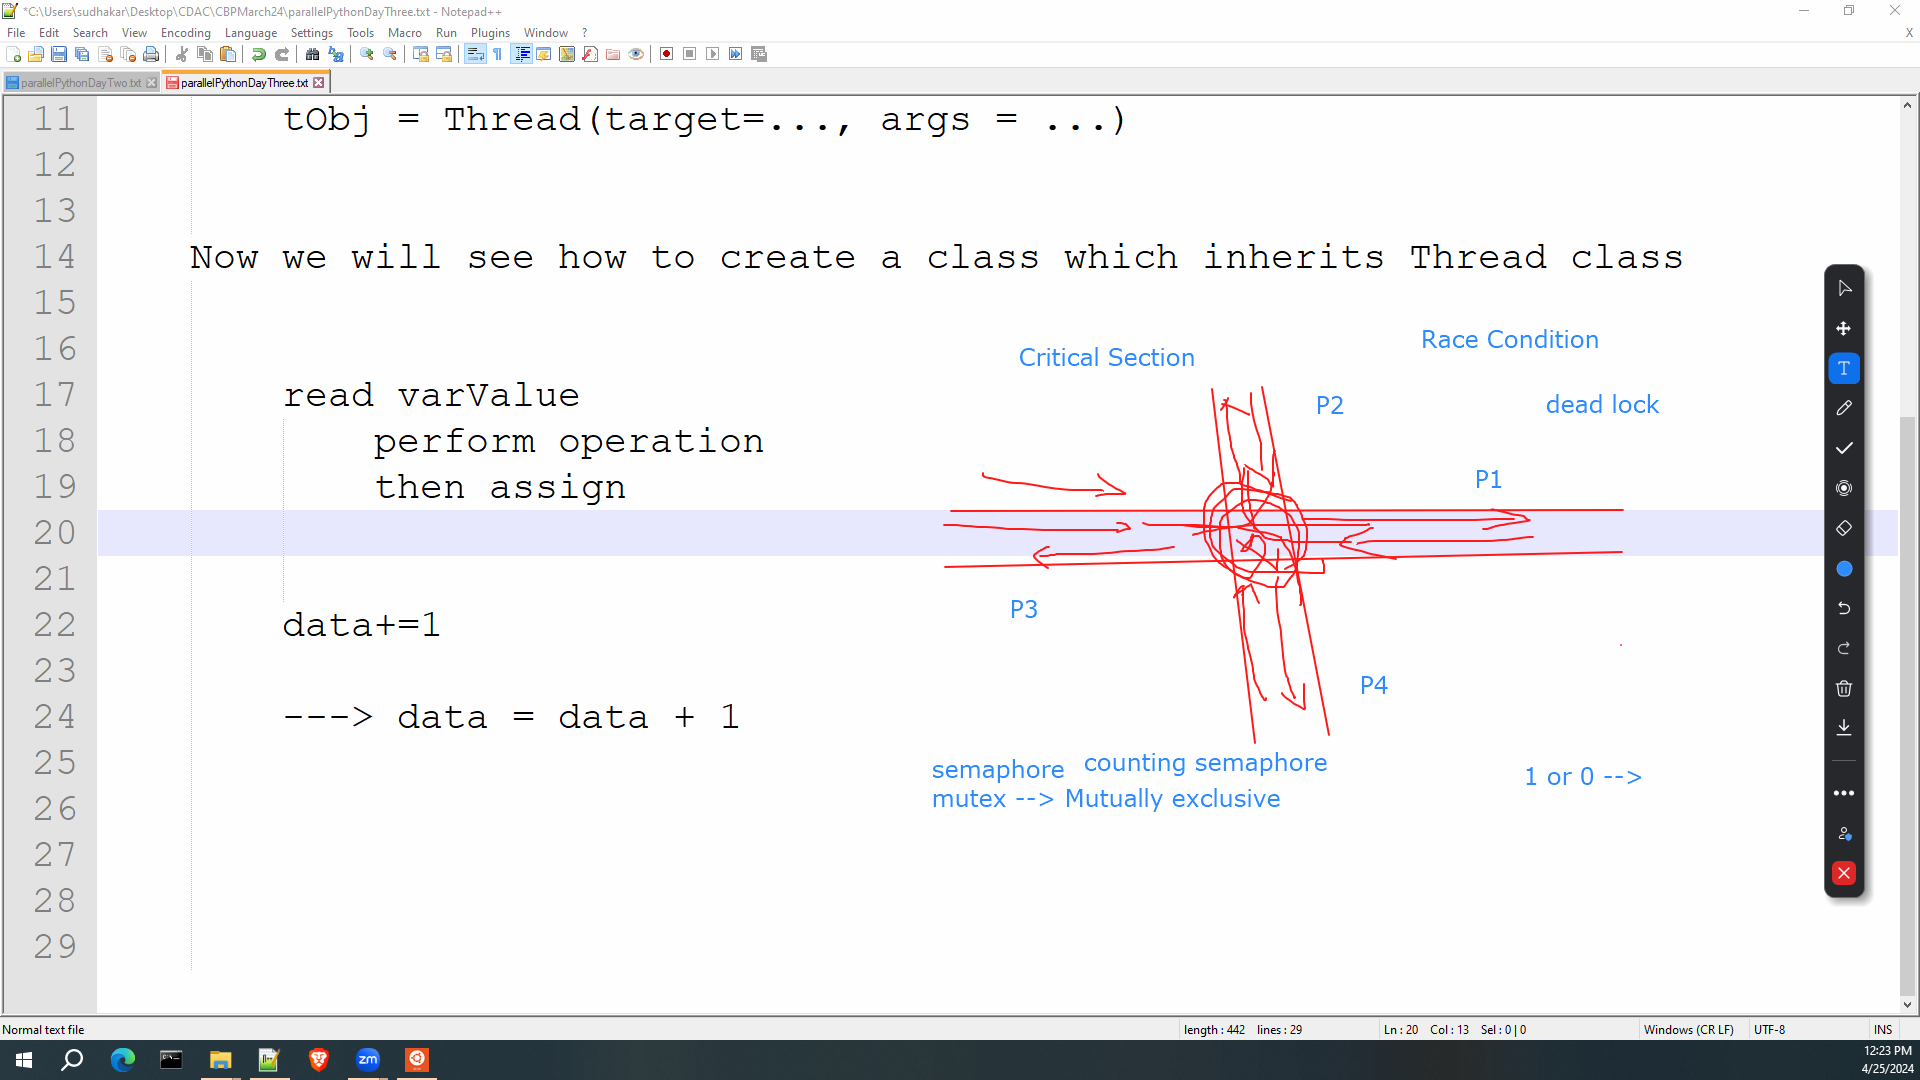 *C:\Users\sudhakar\Desktop\CDAC\CBPMarch24\parallelPythonDayThree.txt - Notepad++
File Edit Search View Encoding Language Settings Tools Macro Run Plugins Window ? X
parallelPythonDayTwo.txt parallelPythonDayThree.txt
11 tObj = Thread(target=..., args = ...)
12
13
14 Now we will see how to create a class which inherits Thread class
15
16
17 read varValue
18 perform operation
19 then assign
20
21
22 data+=1
23
24 ---> data = data + 1
25
26
27
28
29
Critical Section
Race Condition
P2
dead lock
P1
P3
P4
semaphore counting semaphore
1 or 0 -->
mutex --> Mutually exclusive
T
Normal text file length : 442 lines : 29 Ln : 20 Col : 13 Sel : 0 | 0 Windows (CR LF) UTF-8 INS
zm
12:23 PM
4/25/2024